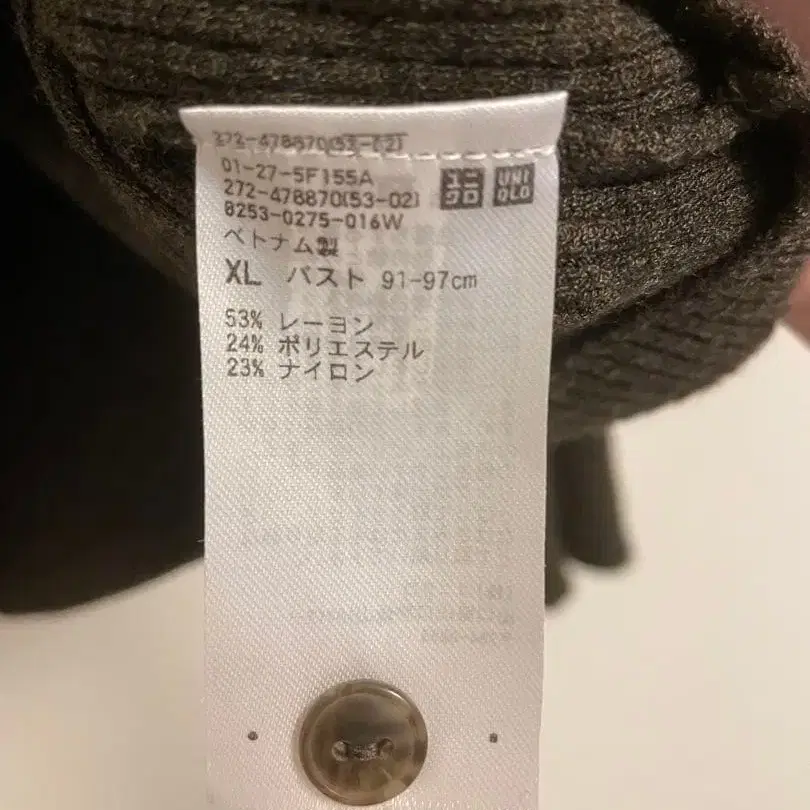 272-478870(53-02)
01-27-5F155A
272-478870(53-02)
8253-0275-016W
ユニクロ UNIQLO
ベトナム製
XL バスト 91-97cm
53% レーヨン
24% ポリエステル
23% ナイロン